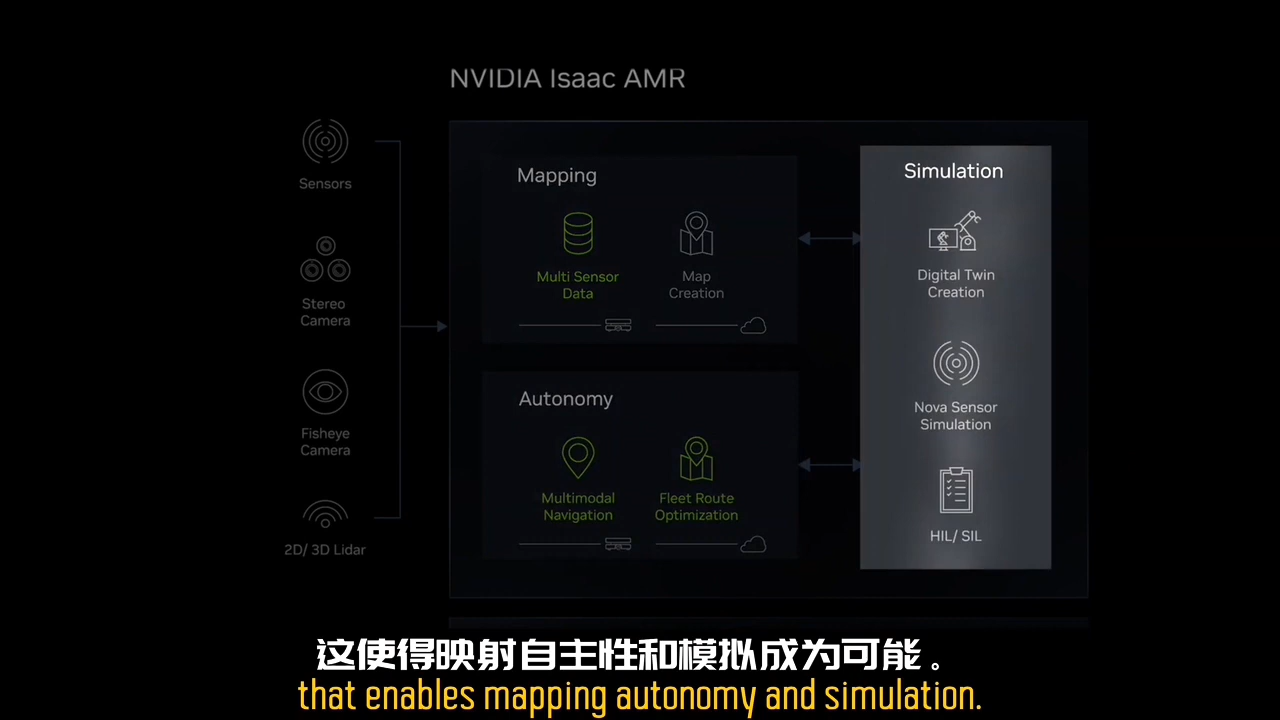 NVIDIA Isaac AMR
Sensors
Stereo
Camera
Fisheye
Camera
2D/ 3D Lidar
Mapping
Multi Sensor
Data
Map
Creation
Autonomy
Multimodal
Navigation
Fleet Route
Optimization
Simulation
Digital Twin
Creation
Nova Sensor
Simulation
HIL/ SIL
这使得映射自主性和模拟成为可能。
that enables mapping autonomy and simulation.